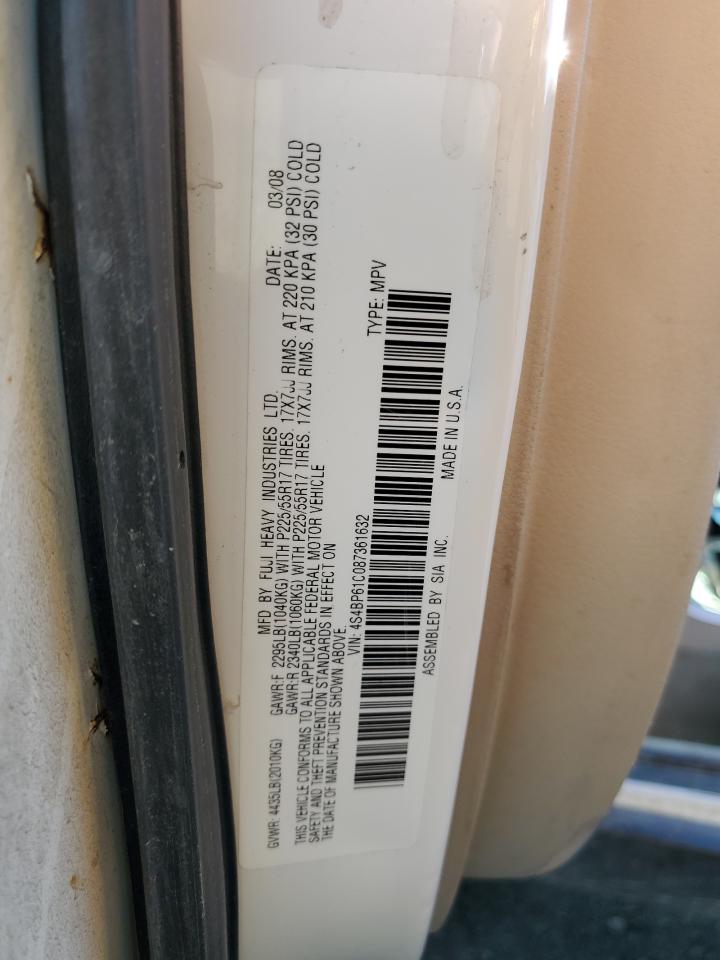 MFD BY FUJI HEAVY INDUSTRIES LTD. DATE: 03/08
GVWR: 4435LB(2010KG) GAWR:F 2295LB(1040KG) WITH P225/55R17 TIRES. 17X7JJ RIMS. AT 220 KPA (32 PSI) COLD
GAWR:R 2340LB(1060KG) WITH P225/55R17 TIRES. 17X7JJ RIMS. AT 210 KPA (30 PSI) COLD
THIS VEHICLE CONFORMS TO ALL APPLICABLE FEDERAL MOTOR VEHICLE
SAFETY AND THEFT PREVENTION STANDARDS IN EFFECT ON
THE DATE OF MANUFACTURE SHOWN ABOVE.
VIN: 4S4BP61C087361632 TYPE: MPV
ASSEMBLED BY SIA INC. MADE IN U.S.A.